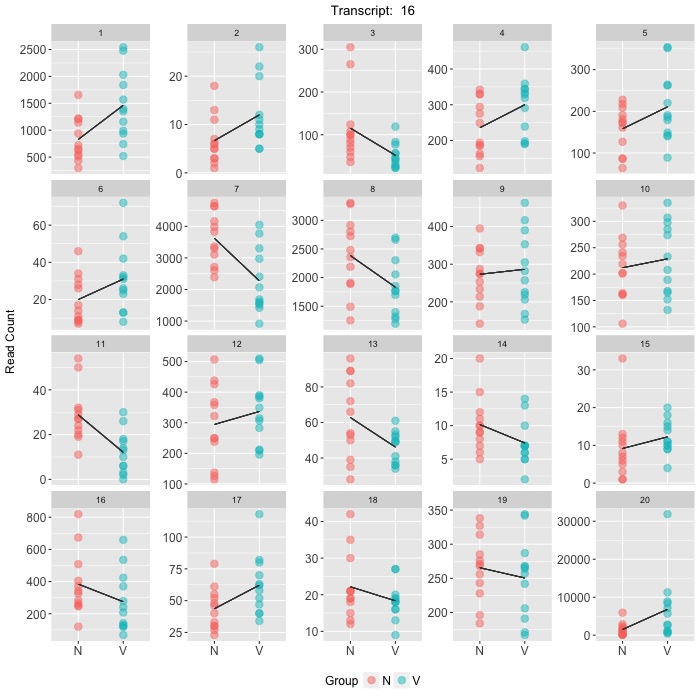 Transcript: 16
1 2 3 4 5
2500 2000 1500 1000 500
20 10 0
300 200 100
400 300 200
300 200 100
6 7 8 9 10
60 40 20
4000 3000 2000 1000
3000 2500 2000 1500
400 300 200
300 250 200 150 100
Read Count
11 12 13 14 15
40 20 0
500 400 300 200 100
80 60 40
20 15 10 5
30 20 10 0
16 17 18 19 20
800 600 400 200
100 75 50 25
40 30 20 10
350 300 250 200
30000 20000 10000 0
N V N V N V N V N V
Group N V